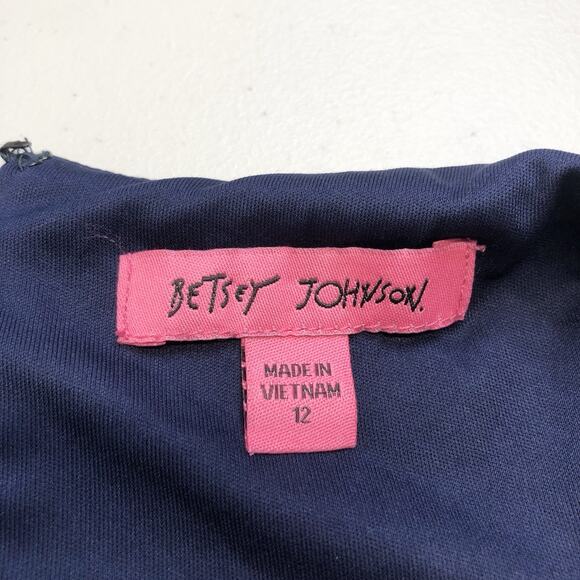 BETSEY JOHNSON.
MADE IN
VIETNAM
12